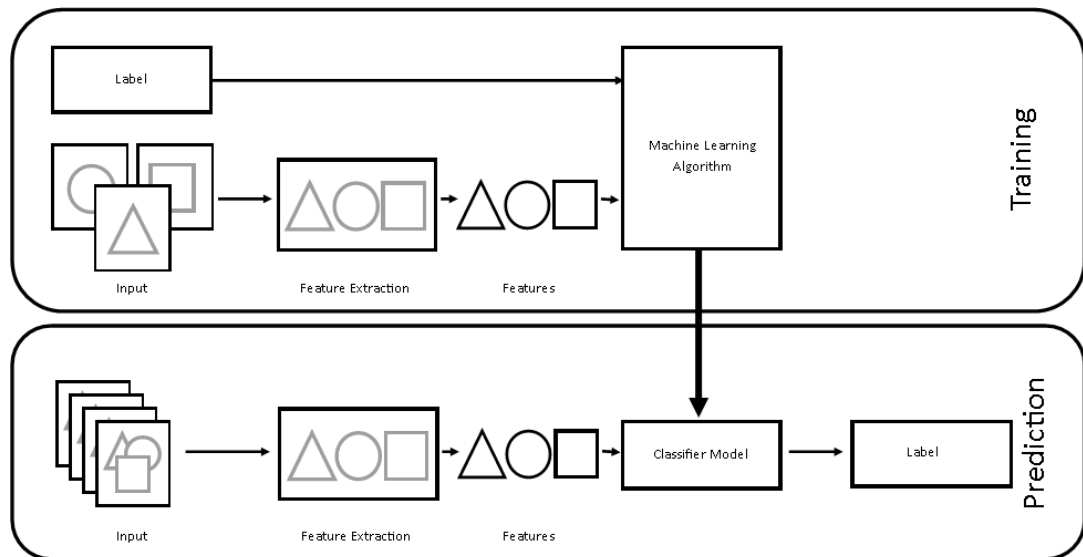 Label
Machine Learning
Algorithm
Training
Input
Feature Extraction
Features
Classifier Model
Label
Prediction
Input
Feature Extraction
Features